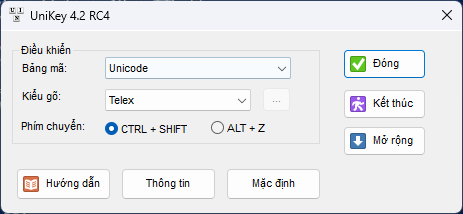 UniKey 4.2 RC4
Điều khiển
Bảng mã: Unicode
Đóng
Kiểu gõ: Telex ...
Kết thúc
Phím chuyển: CTRL + SHIFT ALT + Z
Mở rộng
Hướng dẫn Thông tin Mặc định